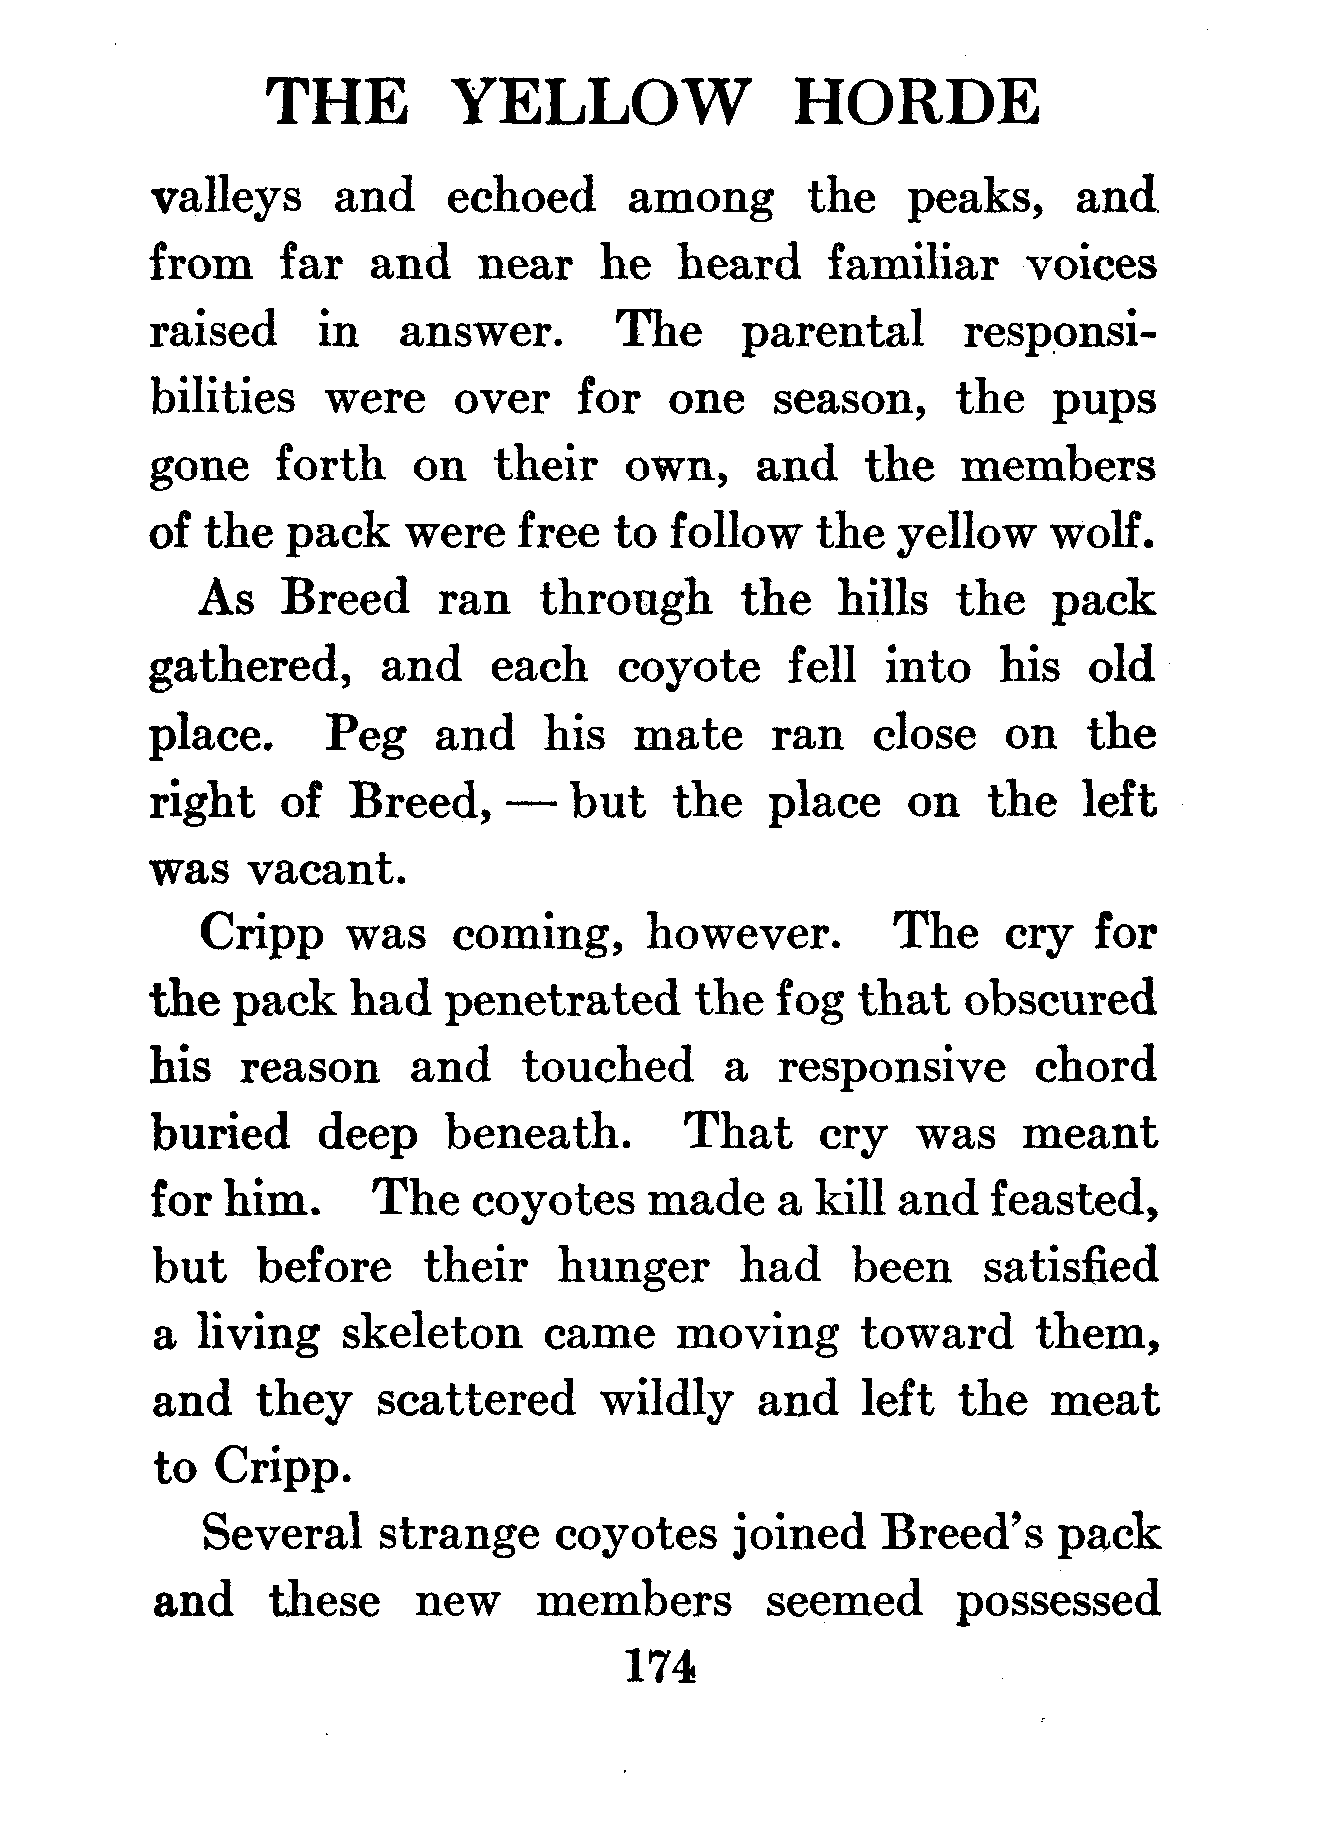 THE YELLOW HORDE
valleys and echoed among the peaks, and
from far and near he heard familiar voices
raised in answer. The parental responsi-
bilities were over for one season, the pups
gone forth on their own, and the members
of the pack were free to follow the yellow wolf.
As Breed ran through the hills the pack
gathered, and each coyote fell into his old
place. Peg and his mate ran close on the
right of Breed, — but the place on the left
was vacant.
Cripp was coming, however. The cry for
the pack had penetrated the fog that obscured
his reason and touched a responsive chord
buried deep beneath. That cry was meant
for him. The coyotes made a kill and feasted,
but before their hunger had been satisfied
a living skeleton came moving toward them,
and they scattered wildly and left the meat
to Cripp.
Several strange coyotes joined Breed's pack
and these new members seemed possessed
174